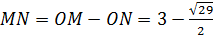 MN = OM − ON = 3 − √29/2